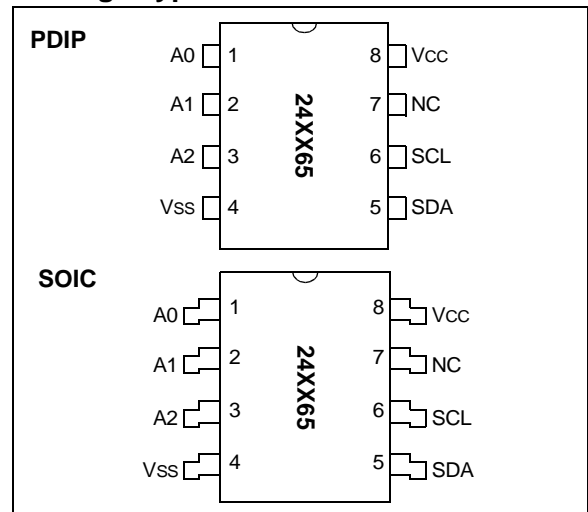 PDIP
A0 1 8 Vcc
A1 2 7 NC
24XX65
A2 3 6 SCL
Vss 4 5 SDA
SOIC
A0 1 8 Vcc
A1 2 7 NC
24XX65
A2 3 6 SCL
Vss 4 5 SDA